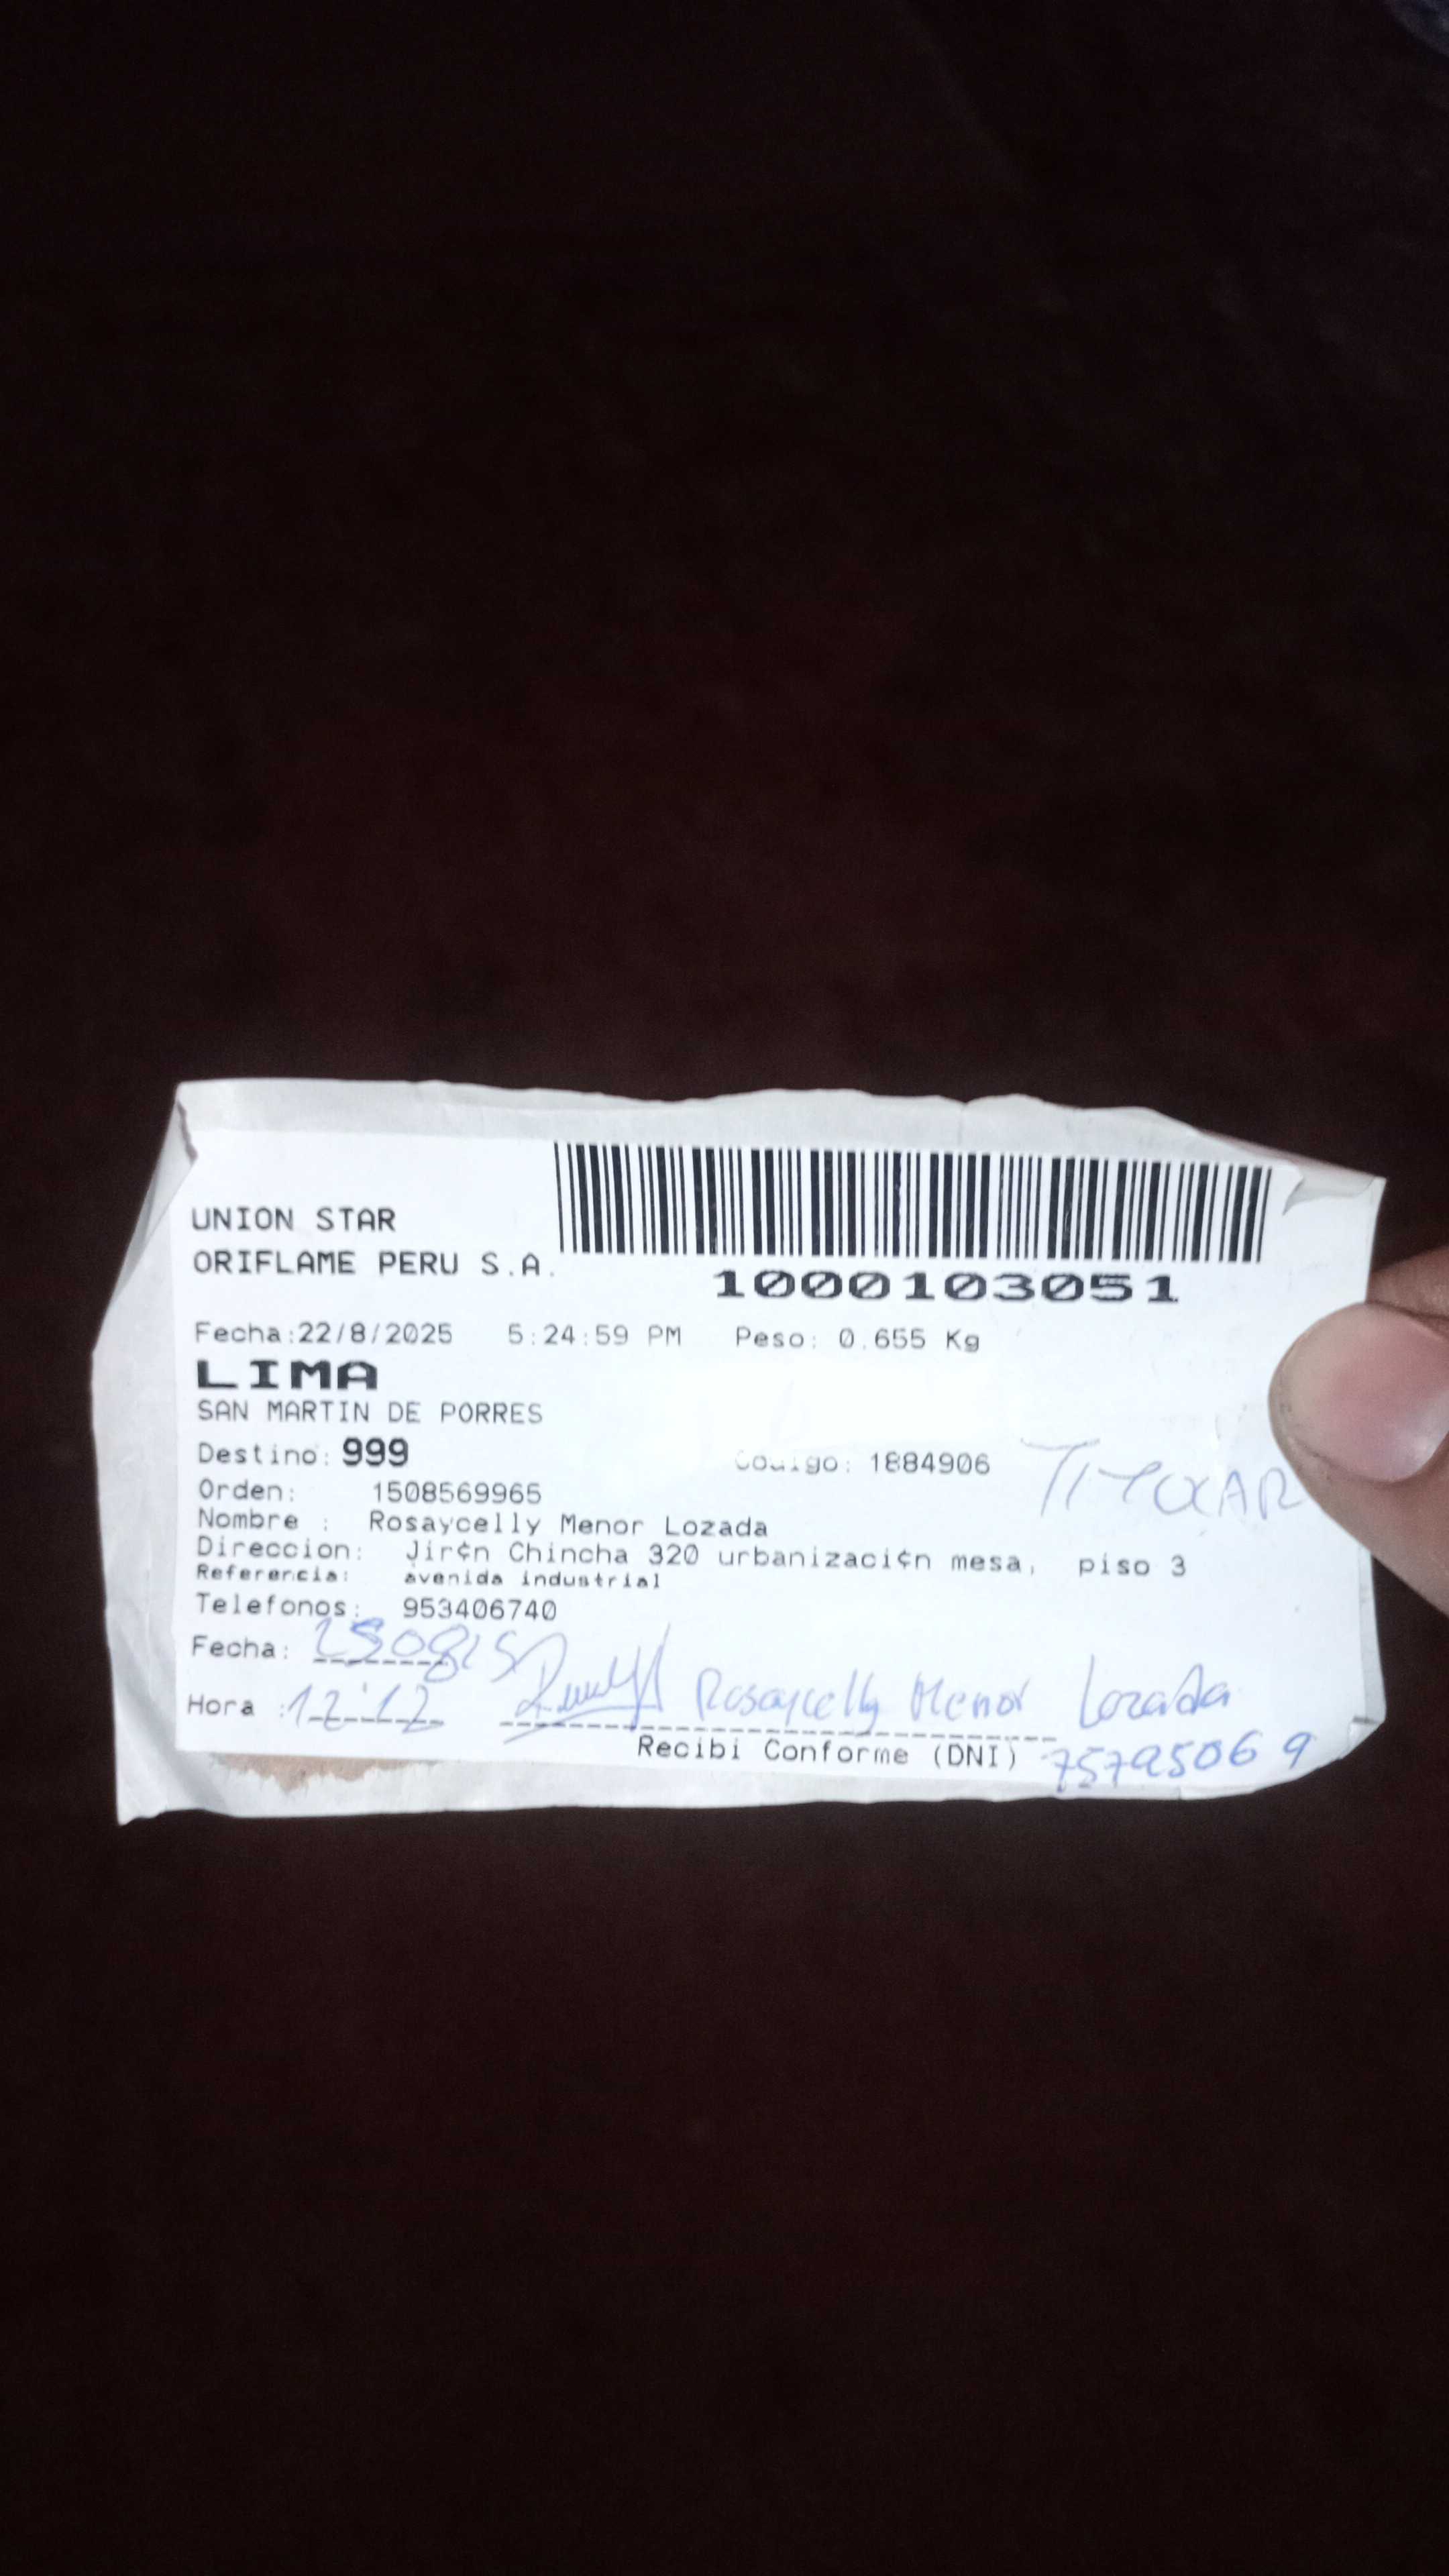 UNION STAR
ORIFLAME PERU S.A.
1000103051
Fecha:22/8/2025 5:24:59 PM Peso: 0.655 Kg
LIMA
SAN MARTIN DE PORRES
Destino: 999 Codigo: 1884906
Orden: 1508569965
Nombre : Rosaycelly Menor Lozada
Direccion: Jir¢n Chincha 320 urbanizaci¢n mesa, piso 3
Referencia: avenida industrial
Telefonos: 953406740
Fecha: 250825
Hora : 12:12 Rosaycelly Menor Lozada
Recibi Conforme (DNI) 75795069